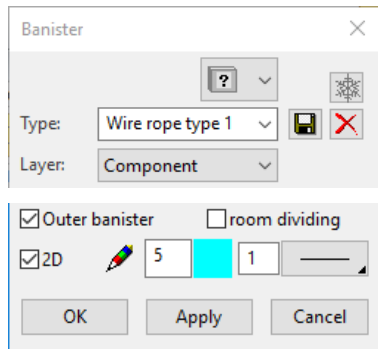 Banister
?
Type: Wire rope type 1
Layer: Component
Outer banister room dividing
2D 5 1
OK Apply Cancel